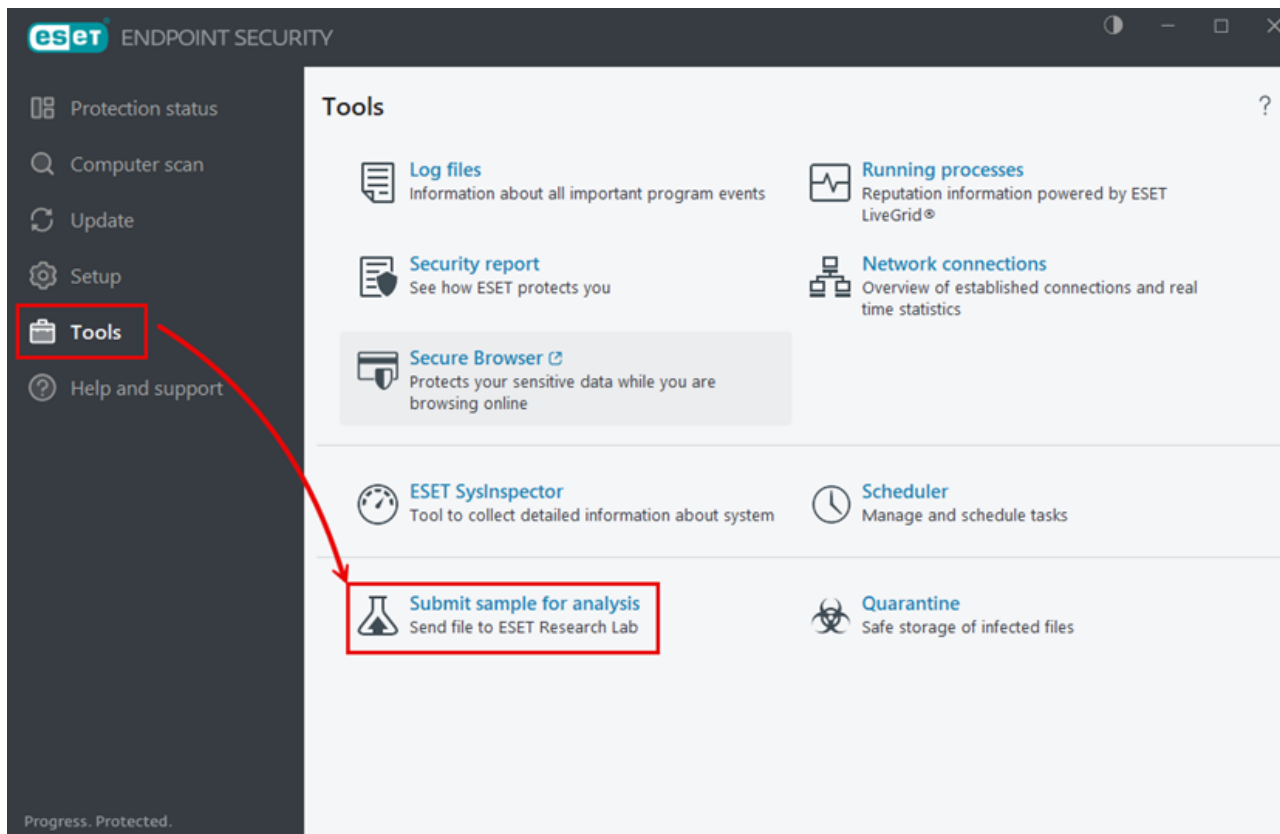 eset ENDPOINT SECURITY
Protection status
Computer scan
Update
Setup
Tools
Help and support
Progress. Protected.
Tools
?
Log files
Information about all important program events
Running processes
Reputation information powered by ESET
LiveGrid®
Security report
See how ESET protects you
Network connections
Overview of established connections and real
time statistics
Secure Browser
Protects your sensitive data while you are
browsing online
ESET SysInspector
Tool to collect detailed information about system
Scheduler
Manage and schedule tasks
Submit sample for analysis
Send file to ESET Research Lab
Quarantine
Safe storage of infected files